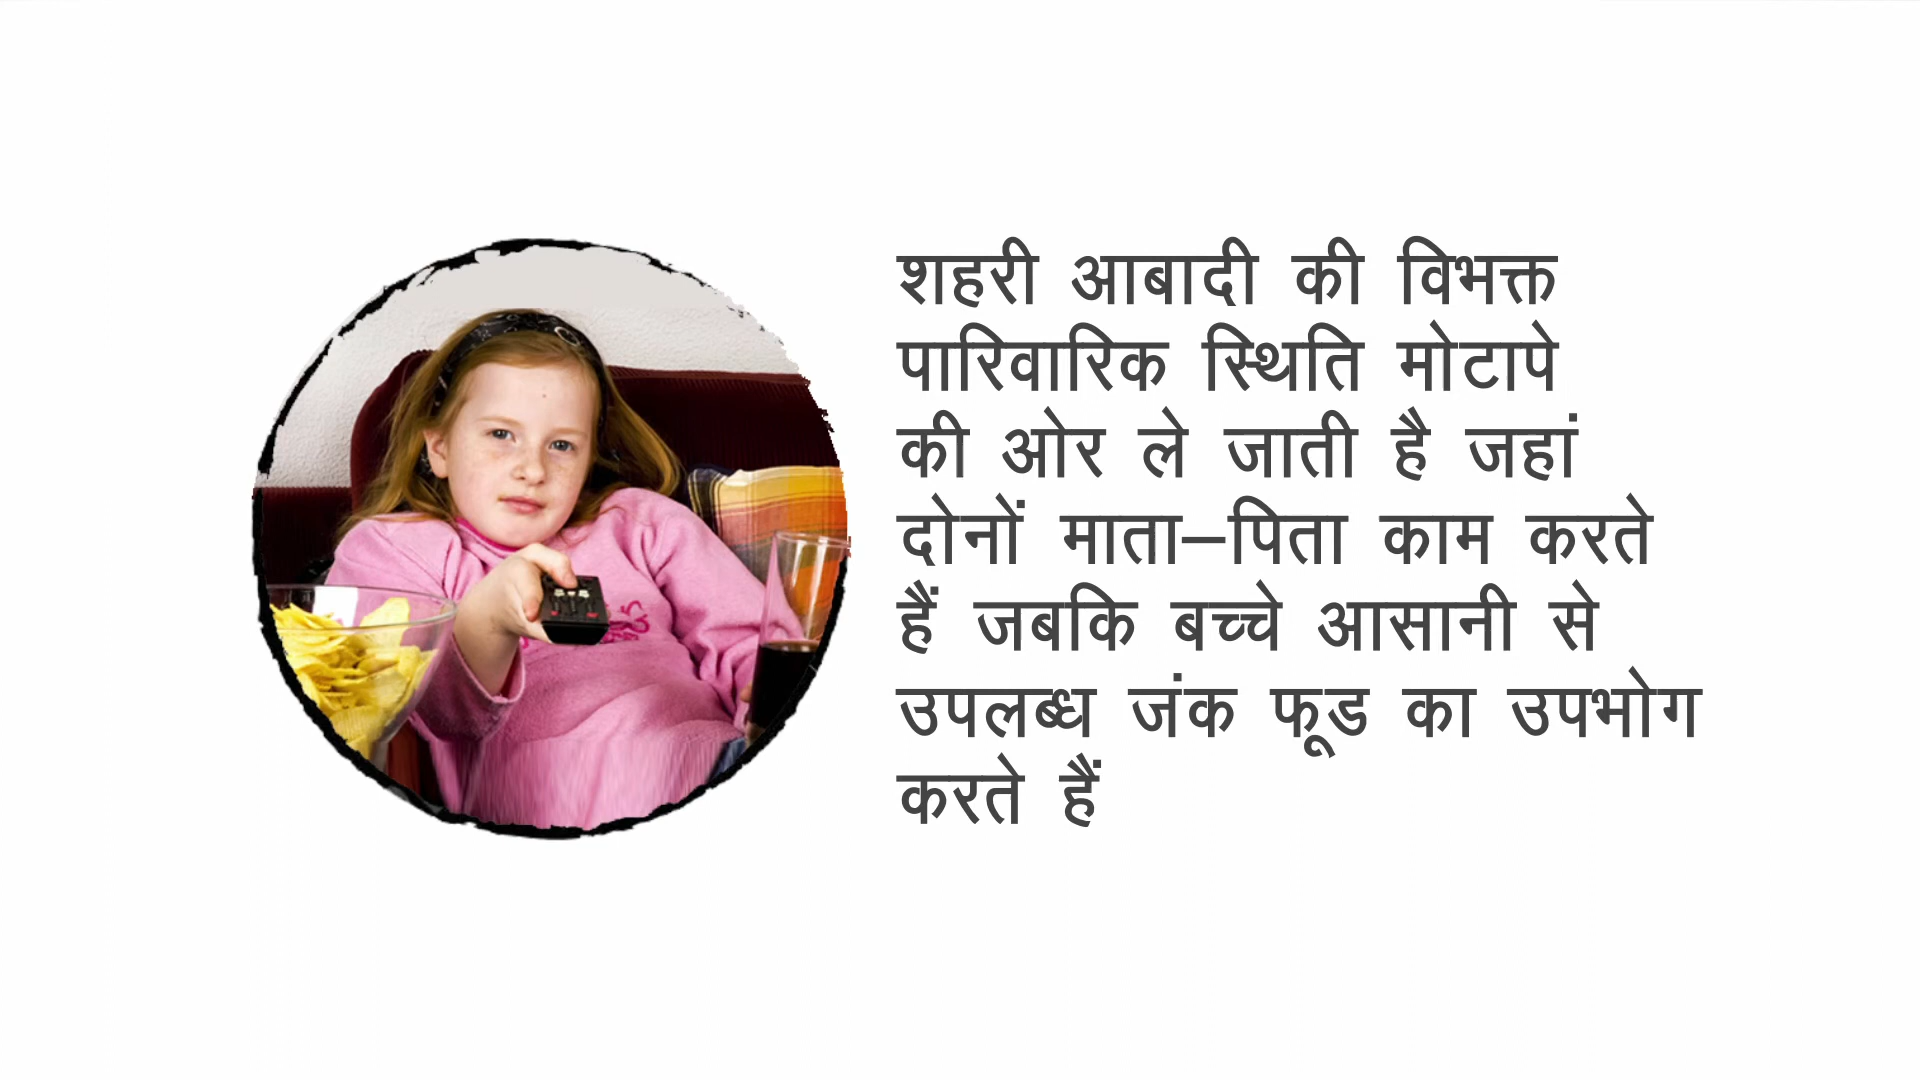 शहरी आबादी की विभक्त
पारिवारिक स्थिति मोटापे
की ओर ले जाती है जहां
दोनों माता–पिता काम करते
हैं जबकि बच्चे आसानी से
उपलब्ध जंक फूड का उपभोग
करते हैं